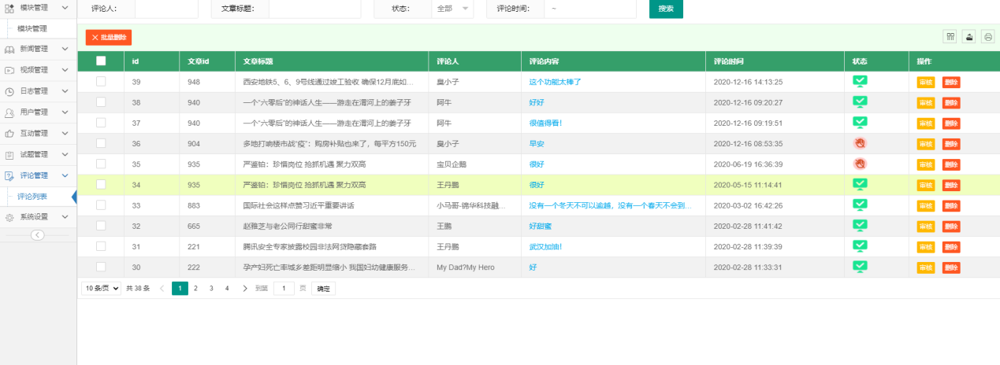 模块管理
模块管理
新闻管理
视频管理
日志管理
用户管理
互动管理
试题管理
评论管理
评论列表
系统设置
评论人： 文章标题： 状态： 全部 评论时间： ~ 搜索
批量删除
id 文章id 文章标题 评论人 评论内容 评论时间 状态 操作
39 948 西安地铁5、6、9号线通过竣工验收 确保12月底如... 臭小子 这个功能太棒了 2020-12-16 14:13:25 审核 删除
38 940 一个“六零后”的神话人生——游走在渭河上的姜子牙 阿牛 好好 2020-12-16 09:20:27 审核 删除
37 940 一个“六零后”的神话人生——游走在渭河上的姜子牙 阿牛 很值得看！ 2020-12-16 09:19:51 审核 删除
36 904 多地打响楼市战“疫”：购房补贴也来了，每平方150元 臭小子 早安 2020-12-16 08:53:35 审核 删除
35 935 严鉴铂：珍惜岗位 抢抓机遇 聚力双高 宝贝企鹅 很好 2020-06-19 16:36:39 审核 删除
34 935 严鉴铂：珍惜岗位 抢抓机遇 聚力双高 王丹鹏 很好 2020-05-15 11:14:41 审核 删除
33 883 国际社会这样点赞习近平重要讲话 小马哥-锦华科技融... 没有一个冬天不可以逾越，没有一个春天不会到... 2020-03-02 16:42:26 审核 删除
32 665 赵雅芝与老公同行甜蜜非常 王鹏 好甜蜜 2020-02-28 11:41:42 审核 删除
31 221 腾讯安全专家披露校园非法网贷隐藏套路 王丹鹏 武汉加油！ 2020-02-28 11:39:39 审核 删除
30 222 孕产妇死亡率城乡差距明显缩小 我国妇幼健康服务... My Dad?My Hero 好 2020-02-28 11:33:31 审核 删除
10 条/页 共 38 条 1 2 3 4 到第 1 页 确定